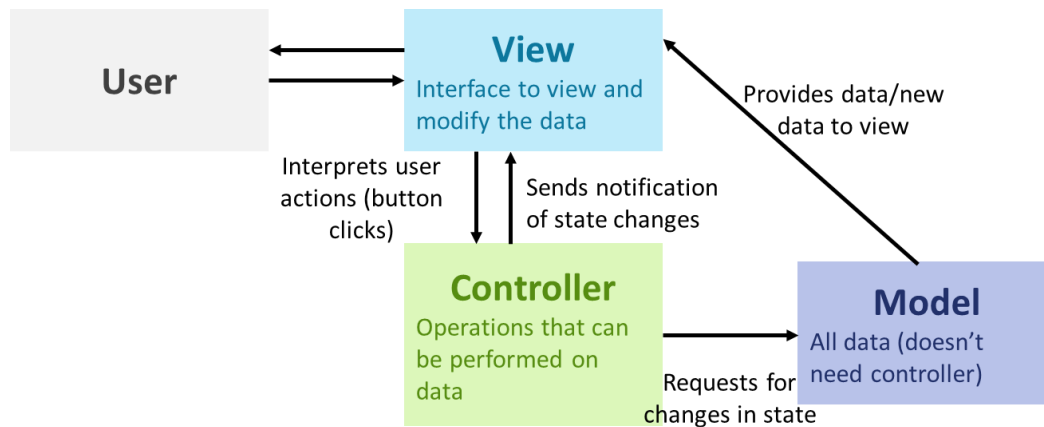 User
View
Interface to view and
modify the data
Provides data/new
data to view
Interprets user
actions (button
clicks)
Sends notification
of state changes
Controller
Operations that can
be performed on
data
Model
All data (doesn’t
need controller)
Requests for
changes in state